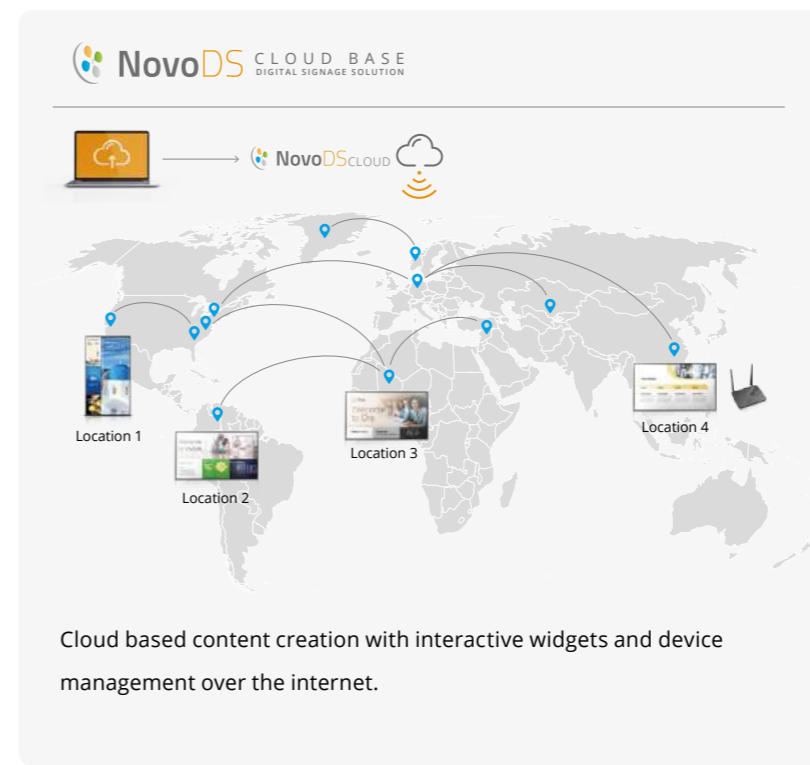 NovoDS CLOUD BASE
DIGITAL SIGNAGE SOLUTION
NovoDSCLOUD
Location 1
Location 2
Location 3
Location 4
Cloud based content creation with interactive widgets and device
management over the internet.